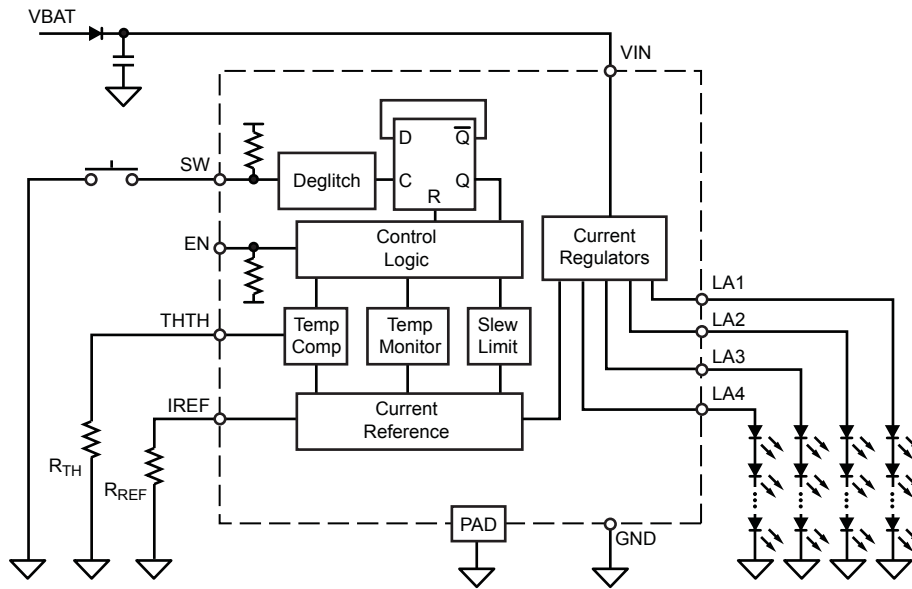 VBAT
VIN
D
Q
SW
Deglitch
C
Q
R
EN
Control
Logic
Current
Regulators
LA1
THTH
Temp
Comp
Temp
Monitor
Slew
Limit
LA2
LA3
LA4
IREF
Current
Reference
RTH
RREF
PAD
GND